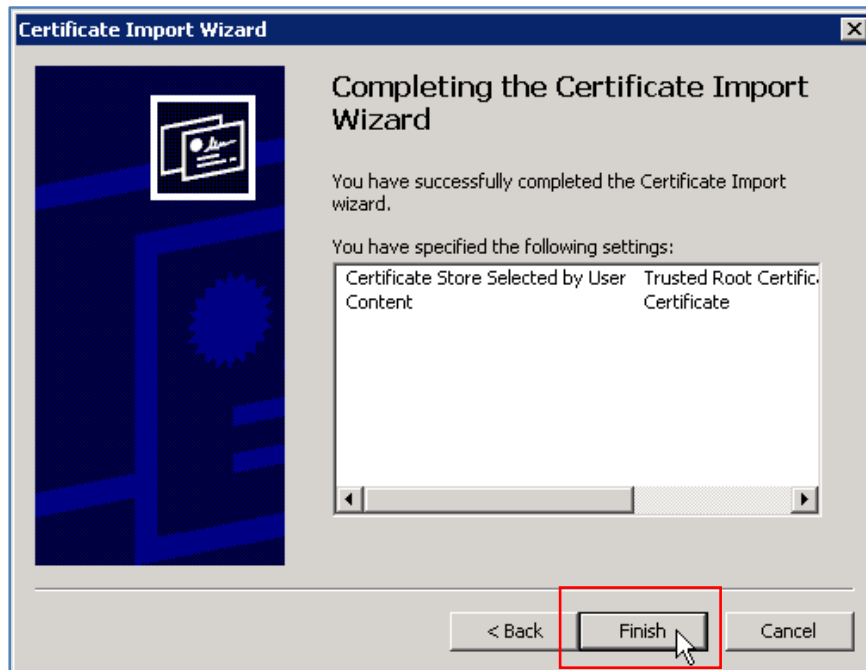 Certificate Import Wizard
Completing the Certificate Import
Wizard
You have successfully completed the Certificate Import
wizard.
You have specified the following settings:
Certificate Store Selected by User Trusted Root Certific
Content Certificate
< Back Finish Cancel